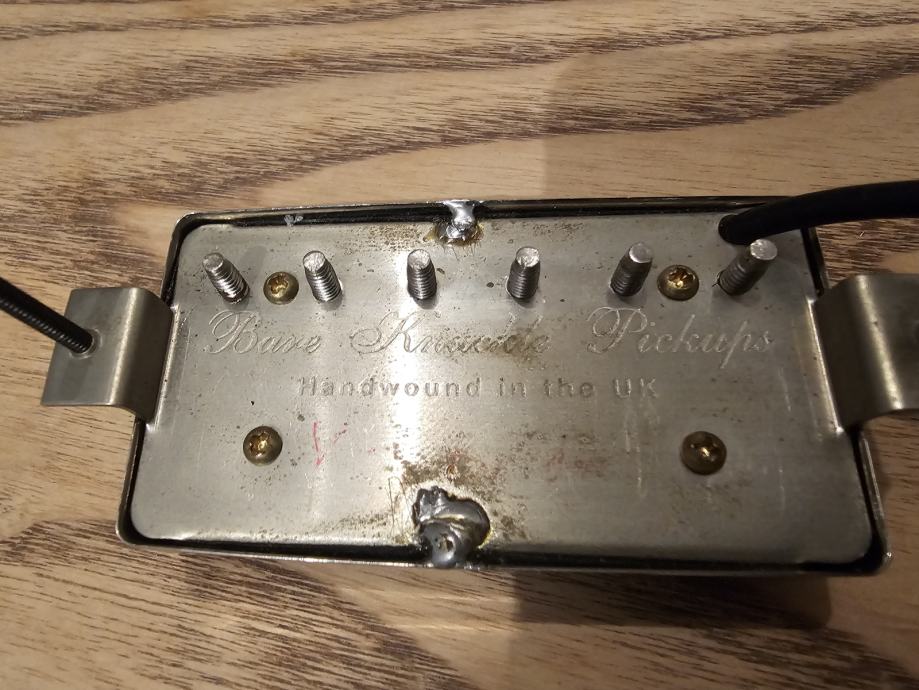 Bare Knuckle Pickups
Handwound in the UK